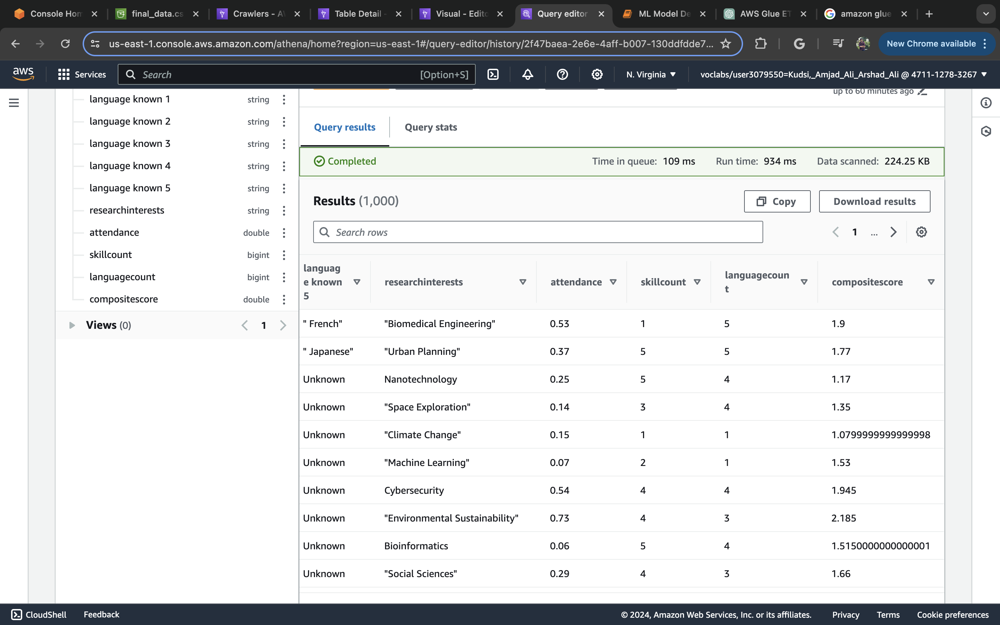 Console Hom
final_data.cs
Crawlers - A
Table Detail -
Visual - Edito
Query editor
ML Model De
AWS Glue ET
amazon glue
us-east-1.console.aws.amazon.com/athena/home?region=us-east-1#/query-editor/history/2f47baea-2e6e-4aff-b007-130ddfdde7...
New Chrome available
aws
Services
Search
[Option+S]
N. Virginia
voclabs/user3079550=Kudsi,_Amjad_Ali_Arshad_Ali @ 4711-1278-3267
up to 60 minutes ago
language known 1 string
language known 2 string
language known 3 string
language known 4 string
language known 5 string
researchinterests string
attendance double
skillcount bigint
languagecount bigint
compositescore double
Views (0) 1
Query results
Query stats
Completed
Time in queue: 109 ms
Run time: 934 ms
Data scanned: 224.25 KB
Results (1,000)
Copy
Download results
Search rows
1 ...
languag
e known
5
researchinterests
attendance
skillcount
languagecoun
t
compositescore
" French" "Biomedical Engineering" 0.53 1 5 1.9
" Japanese" "Urban Planning" 0.37 5 5 1.77
Unknown Nanotechnology 0.25 5 4 1.17
Unknown "Space Exploration" 0.14 3 4 1.35
Unknown "Climate Change" 0.15 1 1 1.0799999999999998
Unknown "Machine Learning" 0.07 2 1 1.53
Unknown Cybersecurity 0.54 4 4 1.945
Unknown "Environmental Sustainability" 0.73 4 3 2.185
Unknown Bioinformatics 0.06 5 4 1.5150000000000001
Unknown "Social Sciences" 0.29 4 3 1.66
CloudShell
Feedback
© 2024, Amazon Web Services, Inc. or its affiliates.
Privacy
Terms
Cookie preferences